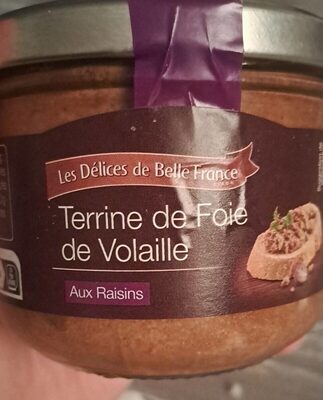 Les Délices de Belle France
Terrine de Foie
de Volaille
Aux Raisins